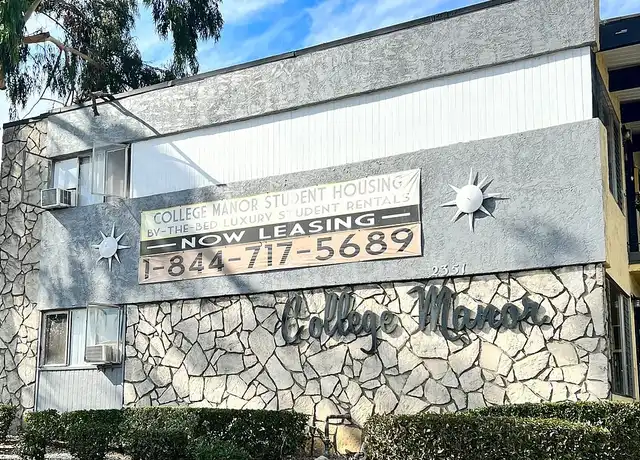 COLLEGE MANOR STUDENT HOUSING
BY-THE-BED LUXURY STUDENT RENTALS
— NOW LEASING —
1-844-717-5689
2351
College Manor